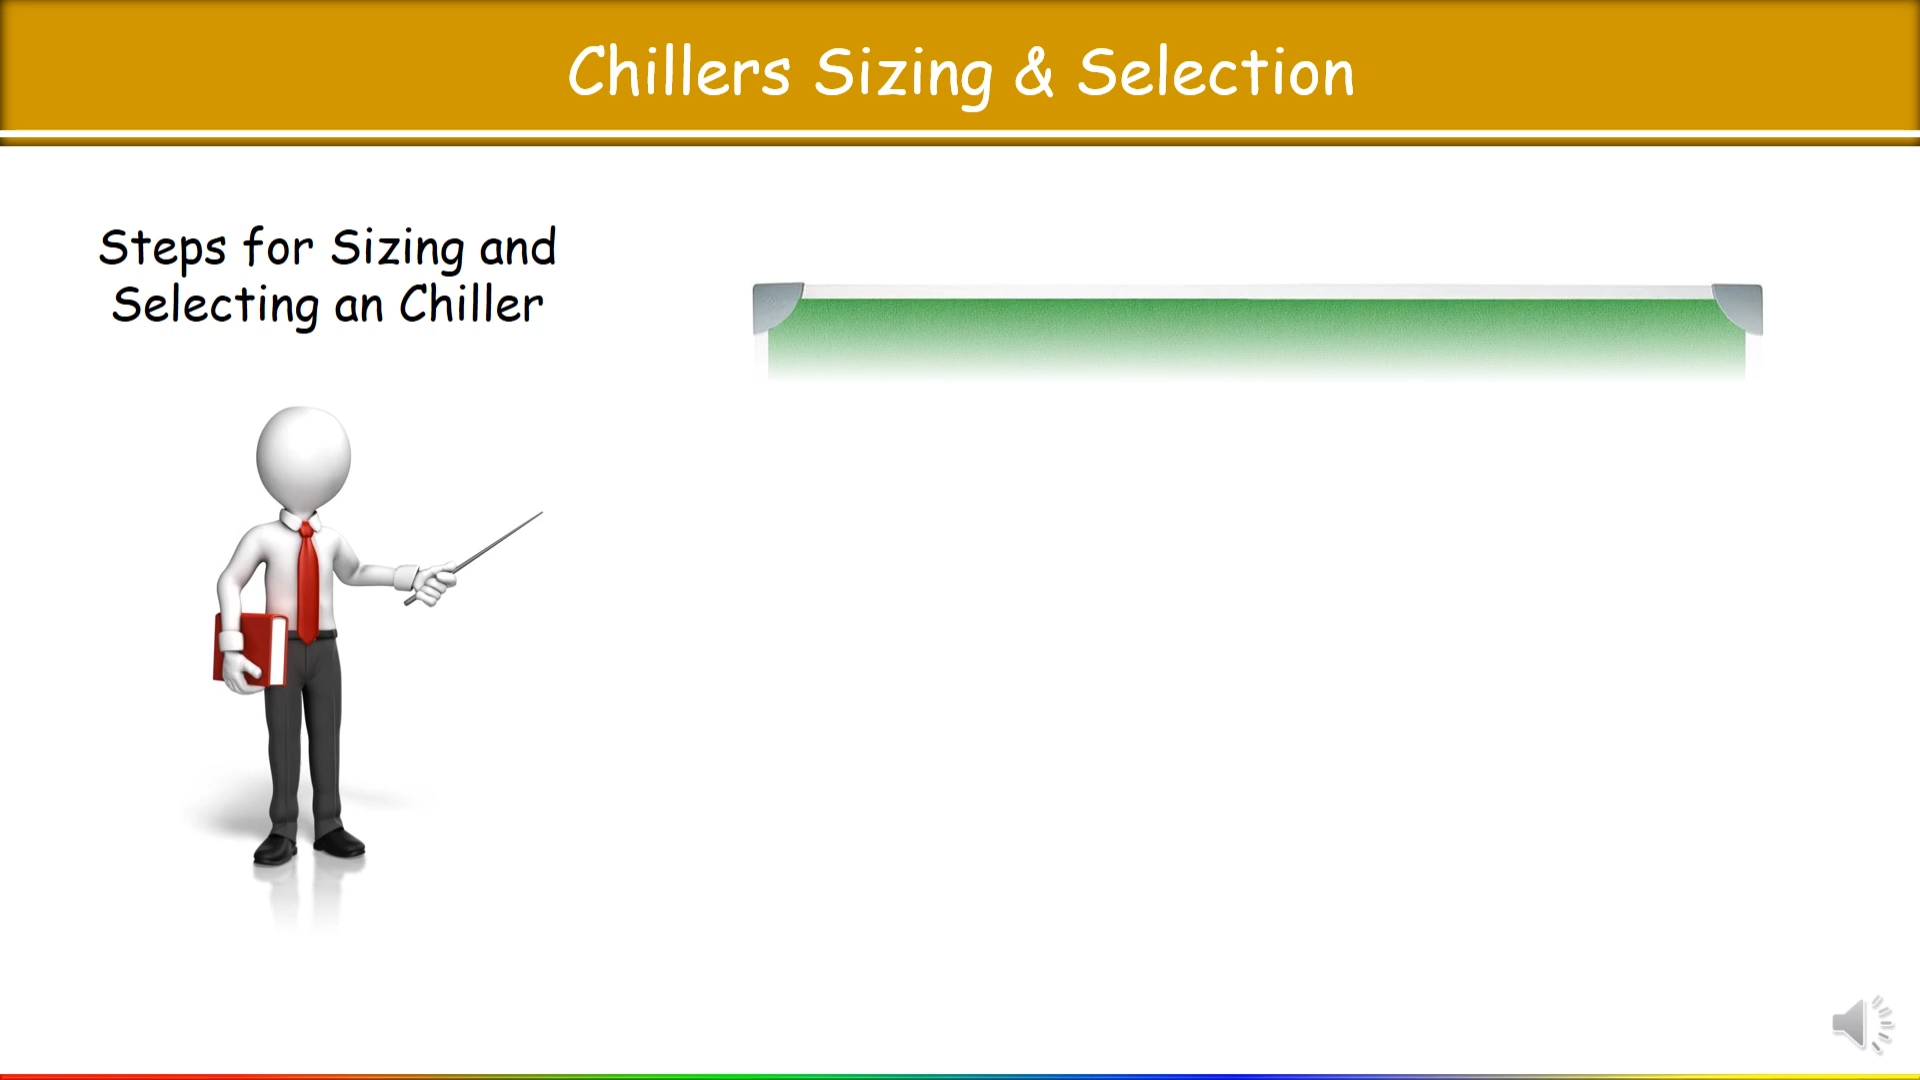 Chillers Sizing & Selection
Steps for Sizing and
Selecting an Chiller